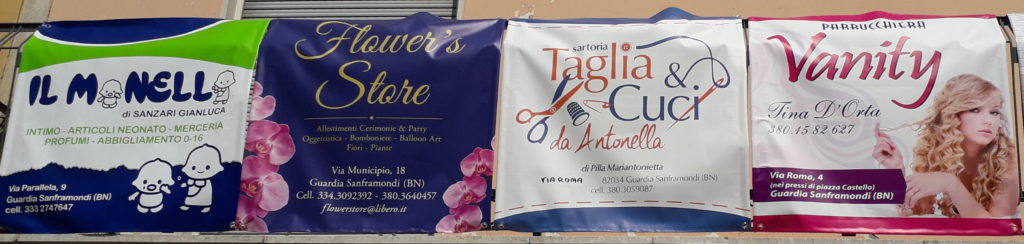 IL MONELLO
di SANZARI GIANLUCA
INTIMO - ARTICOLI NEONATO - MERCERIA
PROFUMI - ABBIGLIAMENTO 0-16
Via Parallela, 9
Guardia Sanframondi (BN)
cell. 333 2747647
Flower's
Store
Allestimenti Cerimonie & Party
Oggettistica - Bomboniere - Balloon Art
Fiori - Piante
Via Municipio, 18
Guardia Sanframondi (BN)
Cell. 334.3092392 - 380.3640457
flowerstore@libero.it
sartoria
Taglia &
Cuci
da Antonella
di Pilla Mariantonietta
VIA ROMA 82034 Guardia Sanframondi (BN)
cell. 380.3059087
PARRUCCHIERA
Vanity
Tina D'Orta
380.15 82 627
Via Roma, 4
(nei pressi di piazza Castello)
Guardia Sanframondi (BN)